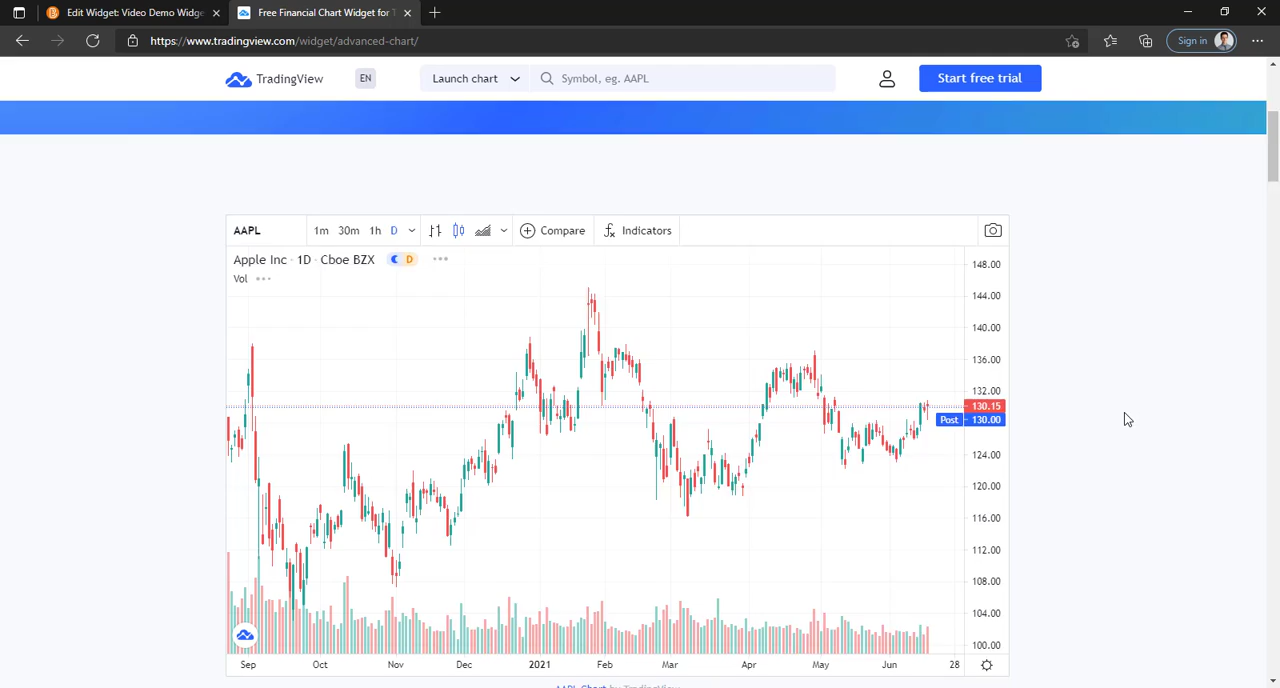 Edit Widget: Video Demo Widge
Free Financial Chart Widget for T
https://www.tradingview.com/widget/advanced-chart/
Sign in
TradingView
EN
Launch chart
Symbol, eg. AAPL
Start free trial
AAPL
1m 30m 1h D
Compare
Indicators
Apple Inc · 1D · Cboe BZX D
Vol
148.00
144.00
140.00
136.00
132.00
130.15
Post 130.00
124.00
120.00
116.00
112.00
108.00
104.00
100.00
Sep Oct Nov Dec 2021 Feb Mar Apr May Jun 28
AAPL Chart by TradingView